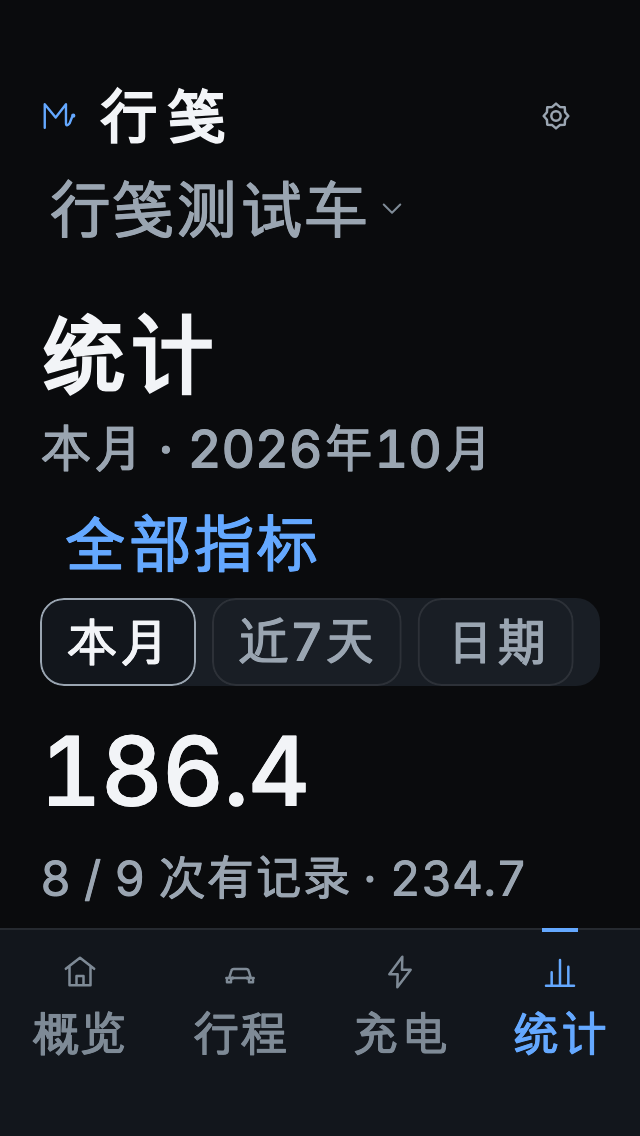 行笺
行笺测试车
统计
本月 · 2026年10月
全部指标
本月 近7天 日期
186.4
8 / 9 次有记录 · 234.7
概览 行程 充电 统计